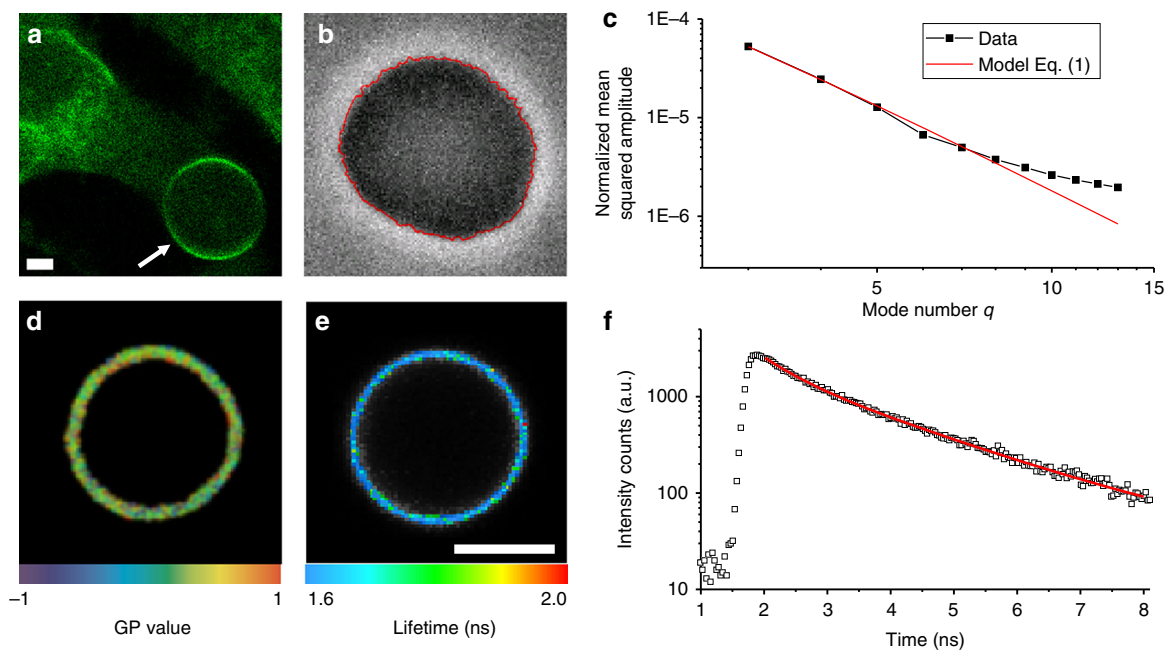 a
b
c
1E–4
1E–5
1E–6
Normalized mean
squared amplitude
Data
Model Eq. (1)
5
10
15
Mode number q
d
–1
1
GP value
e
1.6
2.0
Lifetime (ns)
f
1000
100
10
Intensity counts (a.u.)
1
2
3
4
5
6
7
8
Time (ns)